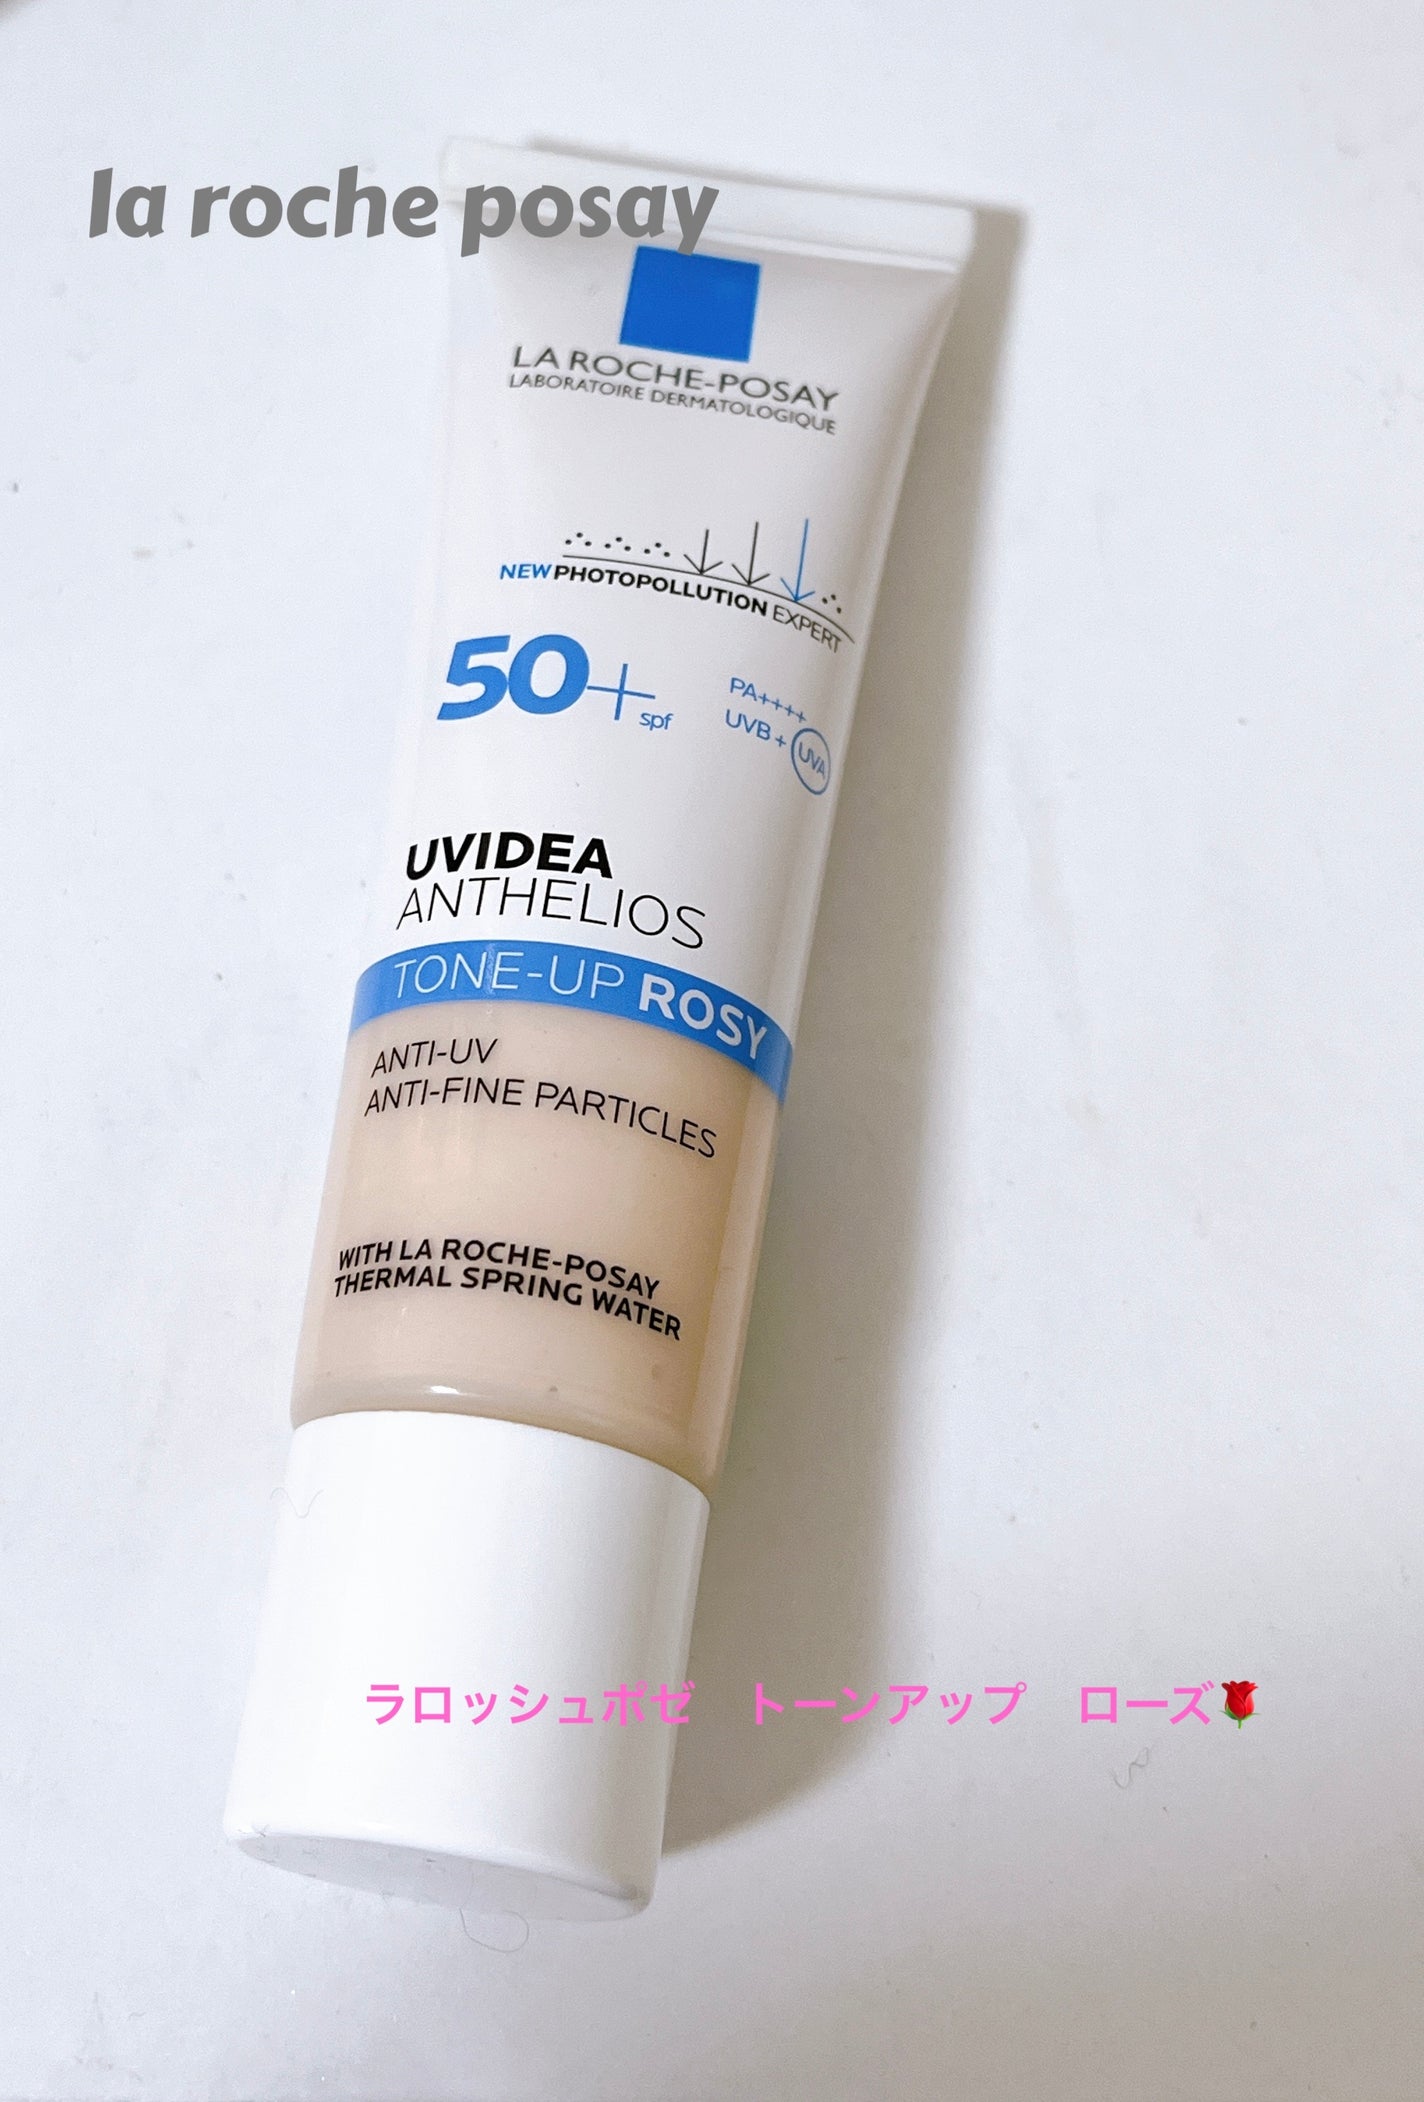 la roche posay
LA ROCHE-POSAY
LABORATOIRE DERMATOLOGIQUE
NEW PHOTOPOLLUTION EXPERT
50+ spf
PA++++
UVB + UVA
UVIDEA
ANTHELIOS
TONE-UP ROSY
ANTI-UV
ANTI-FINE PARTICLES
WITH LA ROCHE-POSAY
THERMAL SPRING WATER
ラロッシュポゼ　トーンアップ　ローズ🌹